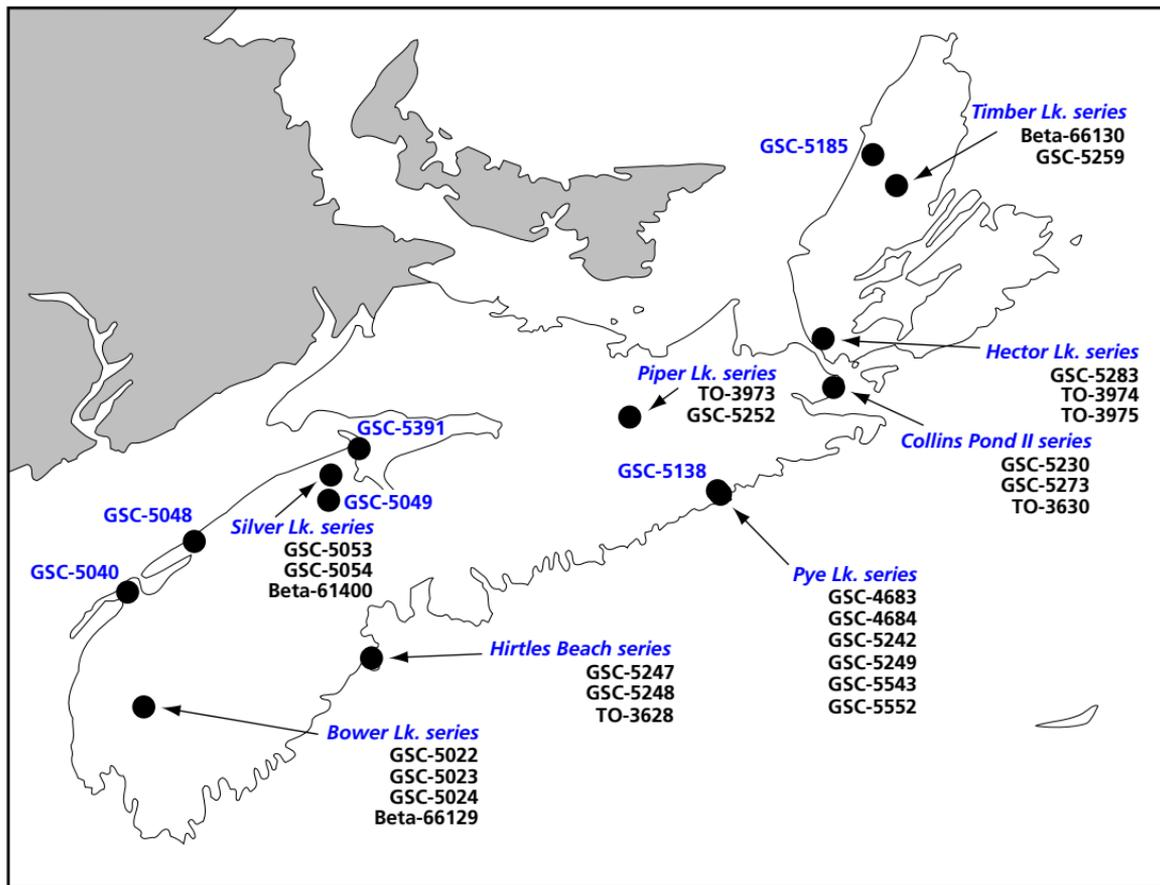 Timber Lk. series
Beta-66130
GSC-5259
GSC-5185
Hector Lk. series
GSC-5283
TO-3974
TO-3975
Piper Lk. series
TO-3973
GSC-5252
Collins Pond II series
GSC-5230
GSC-5273
TO-3630
GSC-5391
GSC-5138
GSC-5049
GSC-5048
Silver Lk. series
GSC-5053
GSC-5054
Beta-61400
GSC-5040
Pye Lk. series
GSC-4683
GSC-4684
GSC-5242
GSC-5249
GSC-5543
GSC-5552
Hirtles Beach series
GSC-5247
GSC-5248
TO-3628
Bower Lk. series
GSC-5022
GSC-5023
GSC-5024
Beta-66129